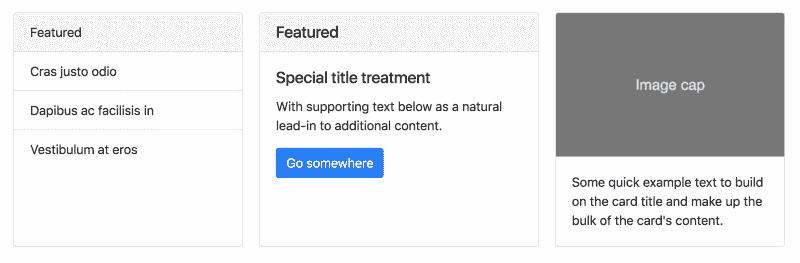 Featured
Cras justo odio
Dapibus ac facilisis in
Vestibulum at eros
Featured
Special title treatment
With supporting text below as a natural
lead-in to additional content.
Go somewhere
Image cap
Some quick example text to build
on the card title and make up the
bulk of the card's content.